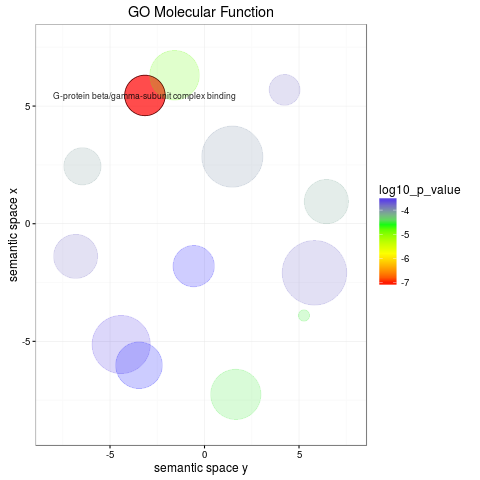 GO Molecular Function
G-protein beta/gamma-subunit complex binding
5
0
-5
semantic space x
-5
0
5
semantic space y
log10_p_value
-4
-5
-6
-7